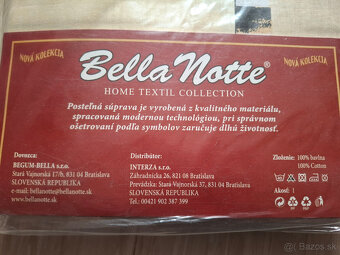 NOVÁ KOLEKCIA
NOVÁ KOLEKCIA
Bella Notte®
HOME TEXTIL COLLECTION
Posteľná súprava je vyrobená z kvalitného materiálu,
spracovaná modernou technológiou, pri správnom
ošetrovaní podľa symbolov zaručuje dlhú životnosť.
Dovozca:
BEGUM-BELLA s.r.o.
Stará Vajnorská 17/b, 831 04 Bratislava
SLOVENSKÁ REPUBLIKA
e-mail: bellanotte@bellanotte.sk
www.bellanotte.sk
Distribútor:
INTERZA s.r.o.
Záhradnícka 26, 821 08 Bratislava
Prevádzka: Stará Vajnorská 37, 831 04 Bratislava
SLOVENSKÁ REPUBLIKA
Tel.: 00421 902 387 399
Zloženie: 100% bavlna
100% Cotton
Akosť: I
© Bazos.sk